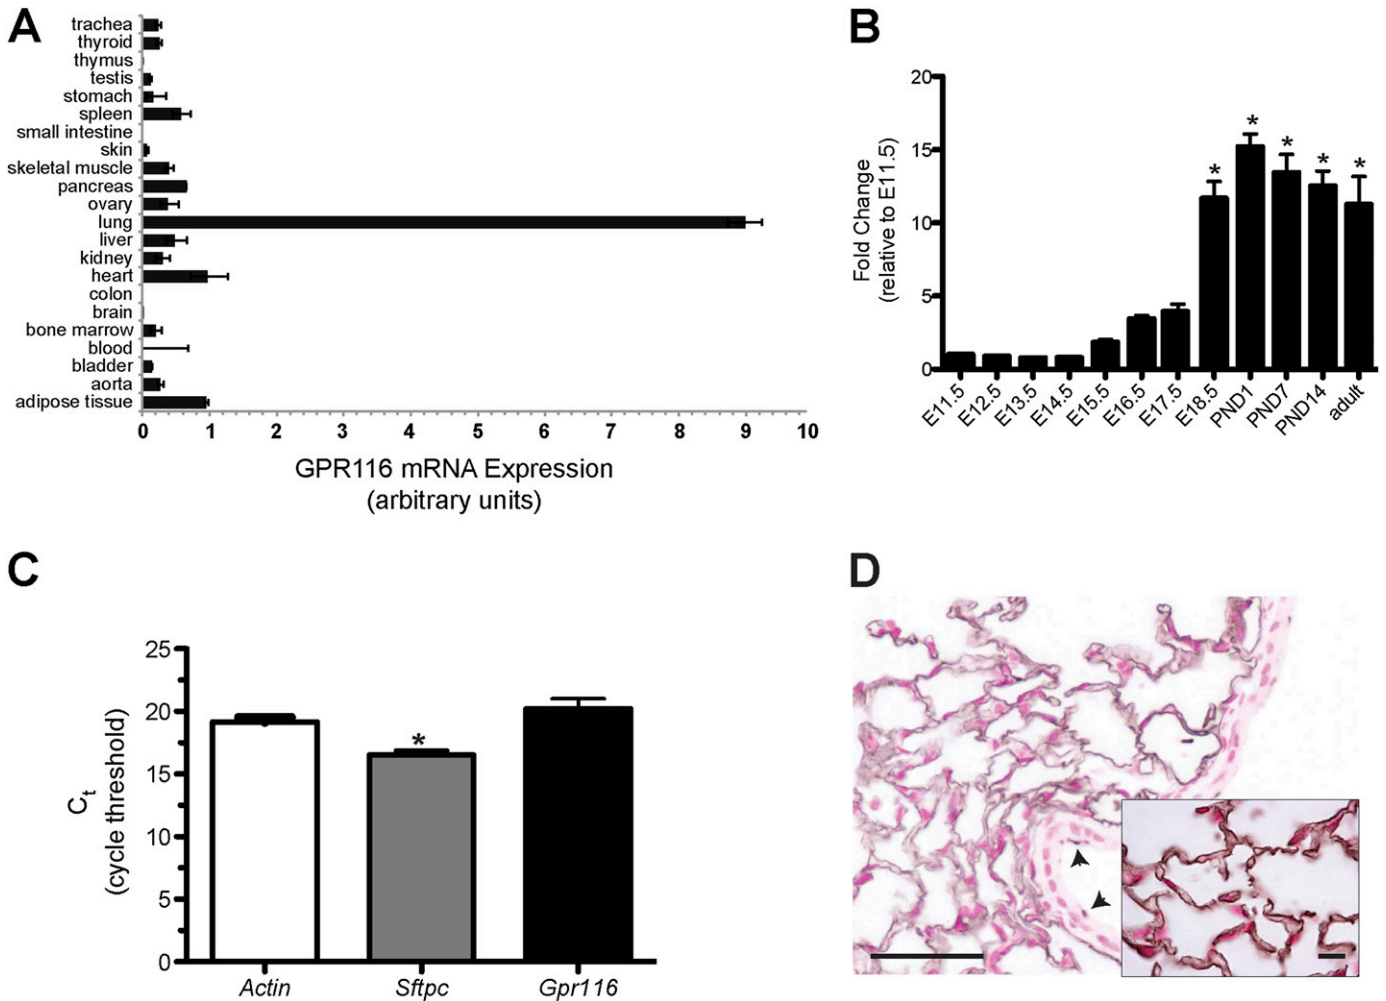 A
trachea
thyroid
thymus
testis
stomach
spleen
small intestine
skin
skeletal muscle
pancreas
ovary
lung
liver
kidney
heart
colon
brain
bone marrow
blood
bladder
aorta
adipose tissue
0 1 2 3 4 5 6 7 8 9 10
GPR116 mRNA Expression
(arbitrary units)
B
Fold Change
(relative to E11.5)
20
15
10
5
0
* * * * *
E11.5 E12.5 E13.5 E14.5 E15.5 E16.5 E17.5 E18.5 PND1 PND7 PND14 adult
C
Ct
(cycle threshold)
25
20
15
10
5
0
*
Actin Sftpc Gpr116
D